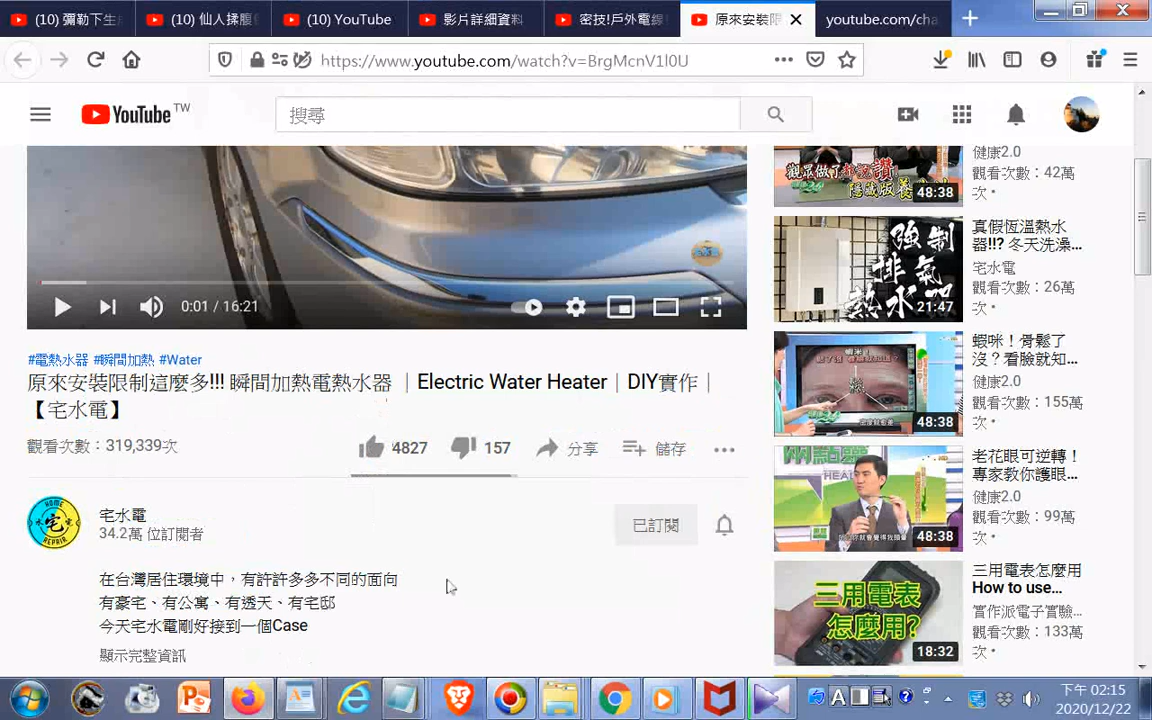 (10) 彌勒下生
(10) 仙人揉腹
(10) YouTube
影片詳細資料
密技!戶外電線
原來安裝限
youtube.com/cha
https://www.youtube.com/watch?v=BrgMcnV1l0U
YouTube TW
搜尋
0:01 / 16:21
#電熱水器 #瞬間加熱 #Water
原來安裝限制這麼多!!! 瞬間加熱電熱水器 ｜Electric Water Heater｜DIY實作｜
【宅水電】
觀看次數：319,339次
4827
157
分享
儲存
HOME
水宅電
REPAIR
宅水電
34.2萬 位訂閱者
已訂閱
在台灣居住環境中，有許許多多不同的面向
有豪宅、有公寓、有透天、有宅邸
今天宅水電剛好接到一個Case
顯示完整資訊
觀眾做了都說讚!
48:38
健康2.0
觀看次數：42萬
次・
強制
排氣
熱水器
21:47
真假恆溫熱水
器!!? 冬天洗澡...
宅水電
觀看次數：26萬
次・
48:38
蝦咪！骨鬆了
沒？看臉就知...
健康2.0
觀看次數：155萬
次・
48:38
老花眼可逆轉！
專家教你護眼...
健康2.0
觀看次數：99萬
次・
三用電表
怎麼用?
18:32
三用電表怎麼用
How to use...
實作派電子實驗...
觀看次數：133萬
次・
下午 02:15
2020/12/22